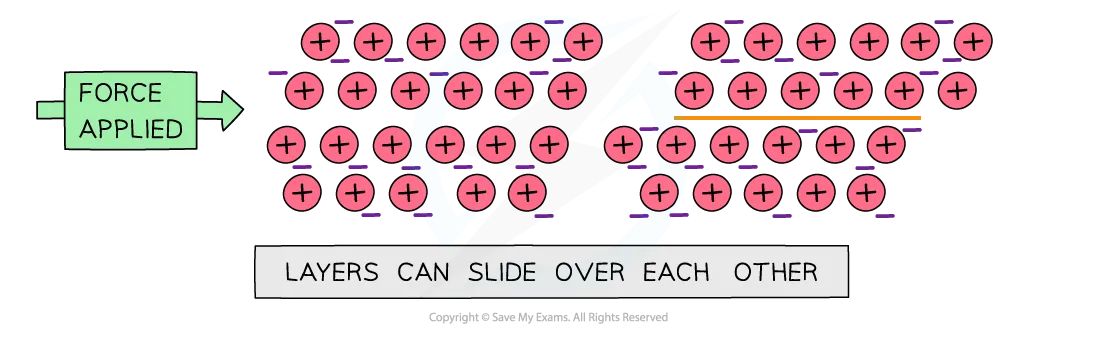 FORCE
APPLIED
LAYERS CAN SLIDE OVER EACH OTHER
Copyright © Save My Exams. All Rights Reserved